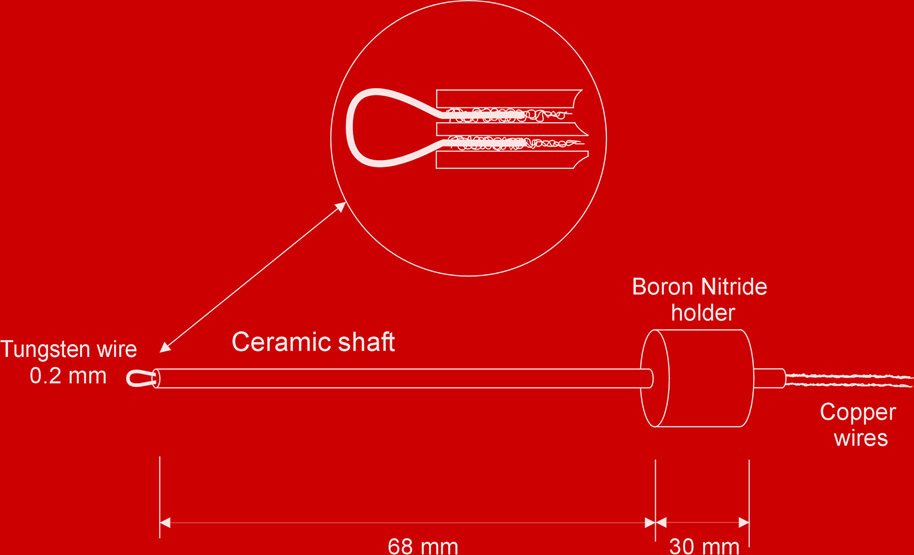 Boron Nitride
holder
Ceramic shaft
Tungsten wire
0.2 mm
Copper
wires
68 mm
30 mm